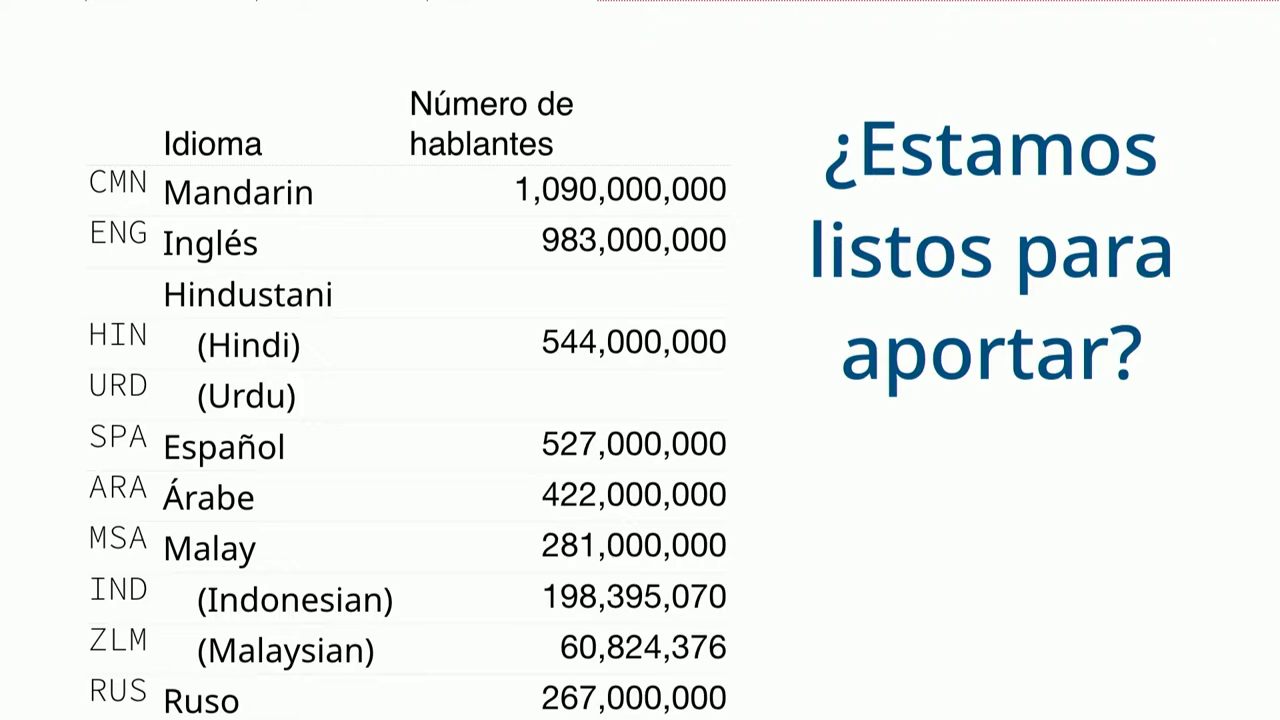 Número de
Idioma hablantes
CMN Mandarin 1,090,000,000
ENG Inglés 983,000,000
Hindustani
HIN (Hindi) 544,000,000
URD (Urdu)
SPA Español 527,000,000
ARA Árabe 422,000,000
MSA Malay 281,000,000
IND (Indonesian) 198,395,070
ZLM (Malaysian) 60,824,376
RUS Ruso 267,000,000
¿Estamos
listos para
aportar?